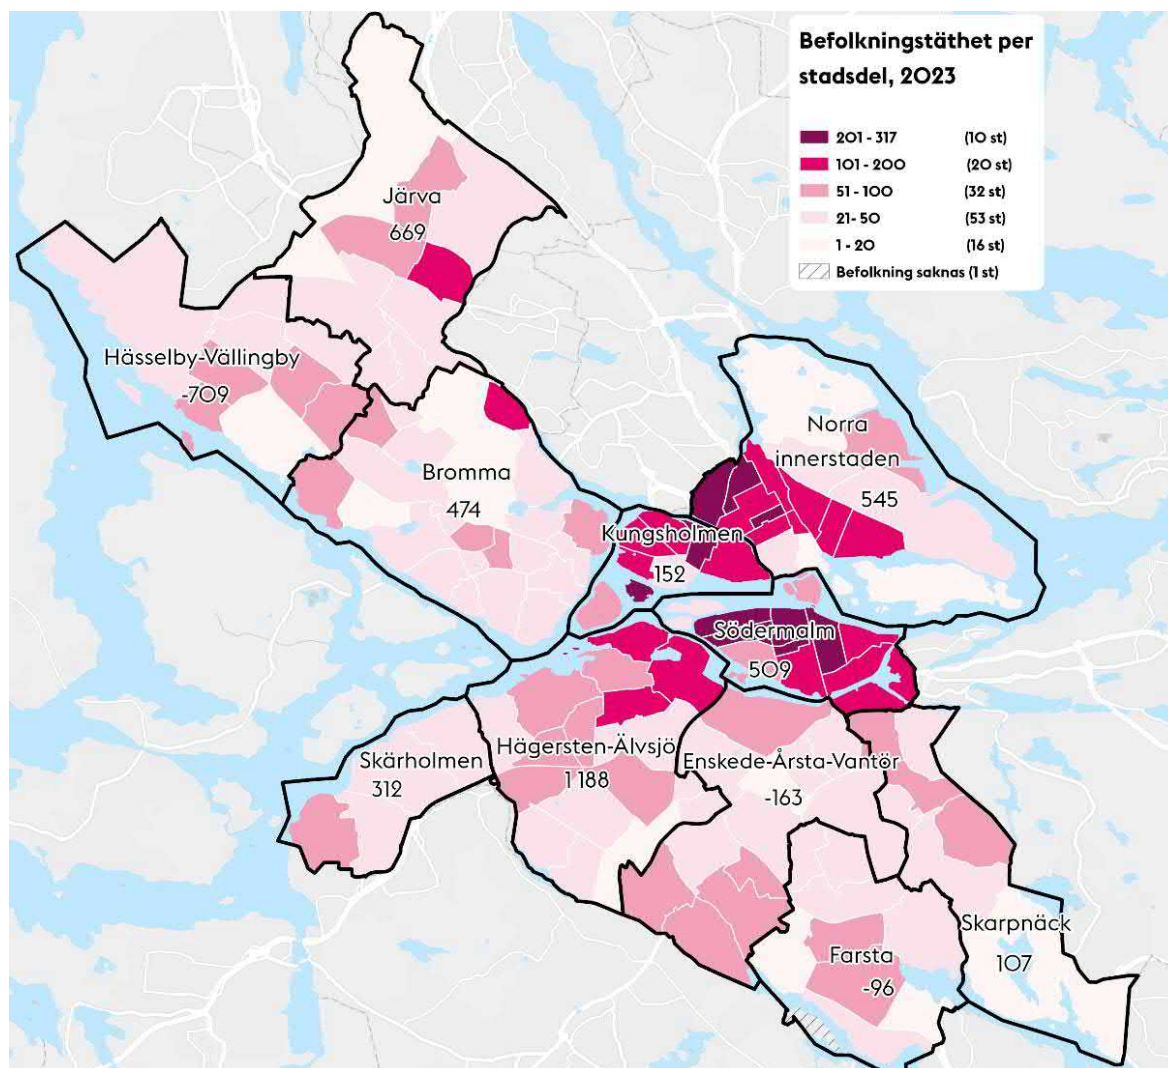 Befolkningstäthet per
stadsdel, 2023
201 - 317 (10 st)
101 - 200 (20 st)
51 - 100 (32 st)
21 - 50 (53 st)
1 - 20 (16 st)
Befolkning saknas (1 st)
Järva
669
Hässelby-Vällingby
-709
Bromma
474
Norra
innerstaden
545
Kungsholmen
152
Södermalm
509
Skärholmen
312
Hägersten-Älvsjö
1 188
Enskede-Årsta-Vantör
-163
Skarpnäck
107
Farsta
-96